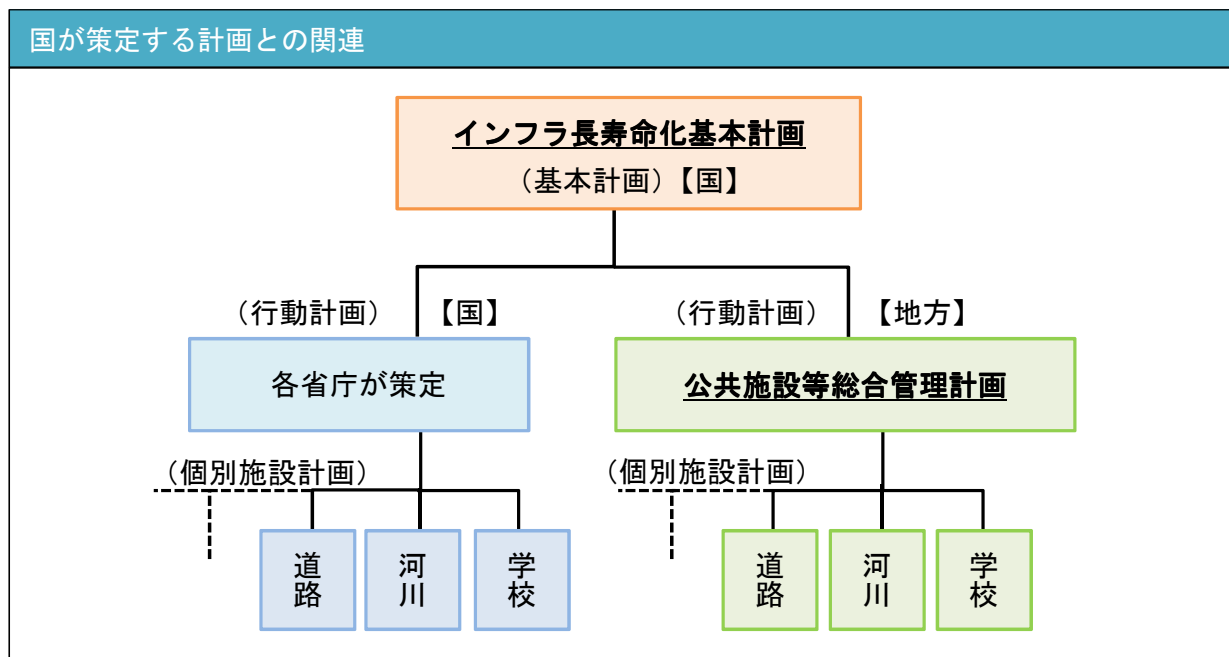 国が策定する計画との関連
インフラ長寿命化基本計画
（基本計画）【国】
（行動計画） 【国】
（行動計画） 【地方】
各省庁が策定
公共施設等総合管理計画
（個別施設計画）
（個別施設計画）
道路
河川
学校
道路
河川
学校